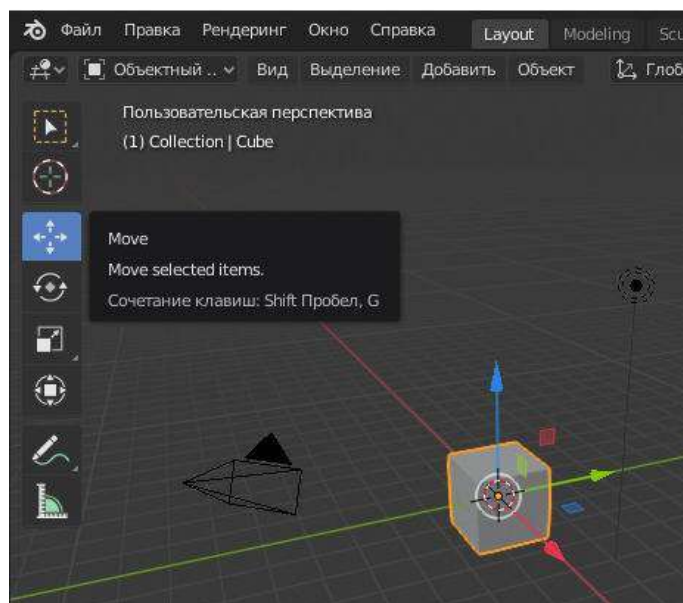 Файл Правка Рендеринг Окно Справка Layout Modeling Scu
Объектный .. Вид Выделение Добавить Объект Глоб
Пользовательская перспектива
(1) Collection | Cube
Move
Move selected items.
Сочетание клавиш: Shift Пробел, G